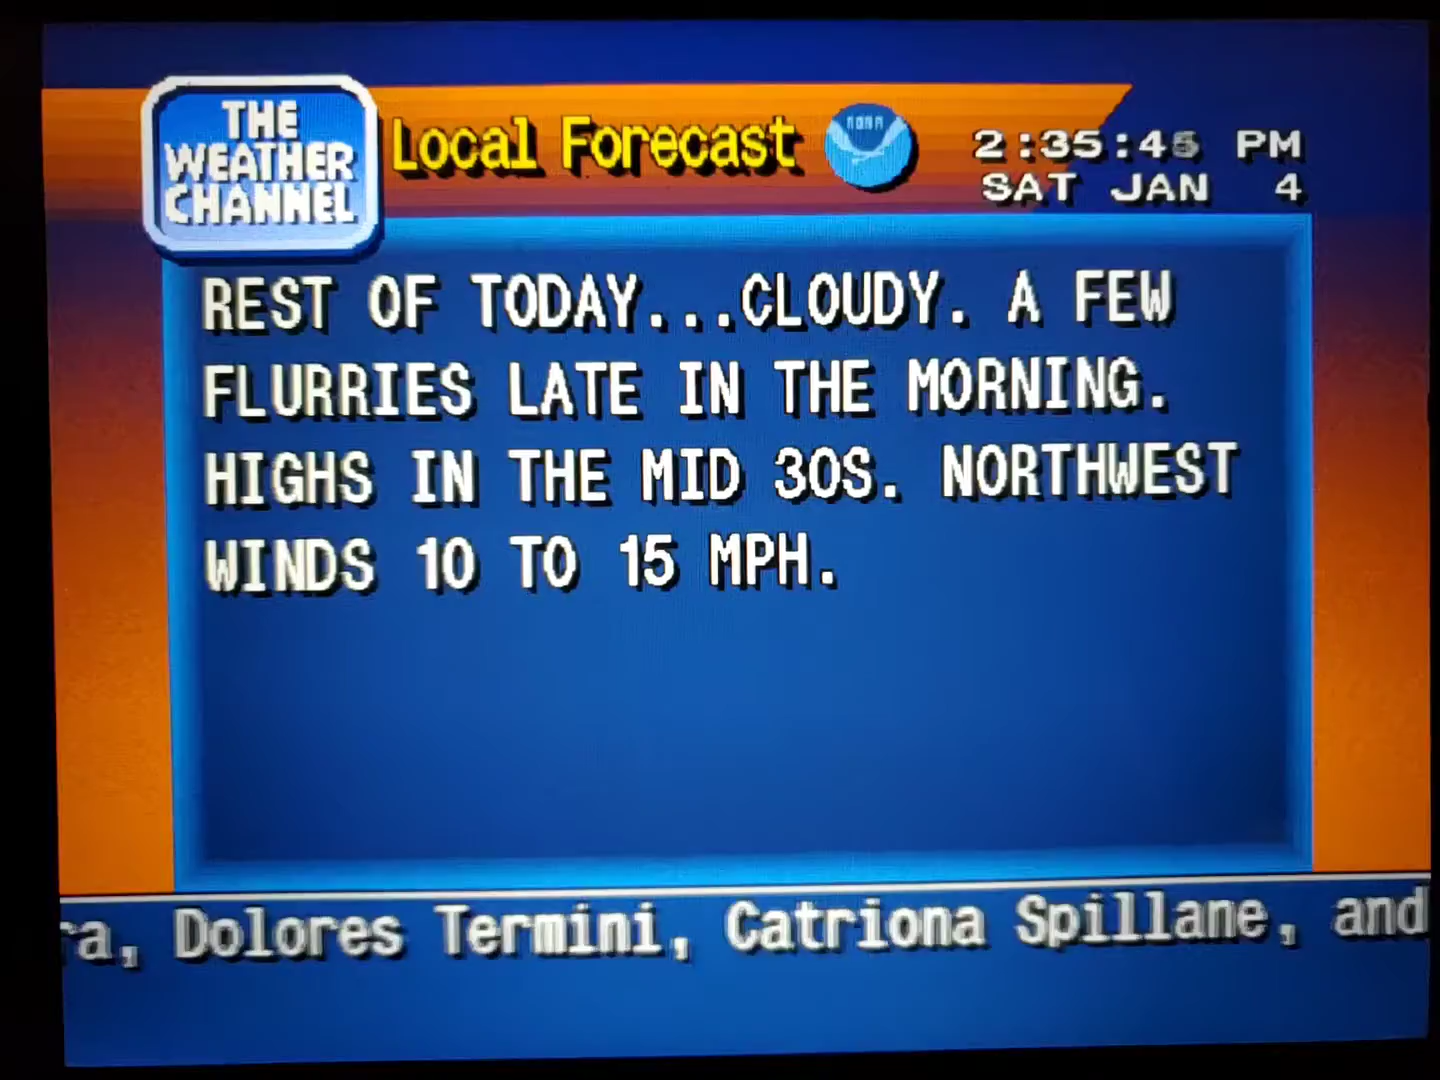 THE
WEATHER
CHANNEL
Local Forecast
NOAA
2:35:45 PM
SAT JAN 4
REST OF TODAY...CLOUDY. A FEW
FLURRIES LATE IN THE MORNING.
HIGHS IN THE MID 30S. NORTHWEST
WINDS 10 TO 15 MPH.
ra, Dolores Termini, Catriona Spillane, and